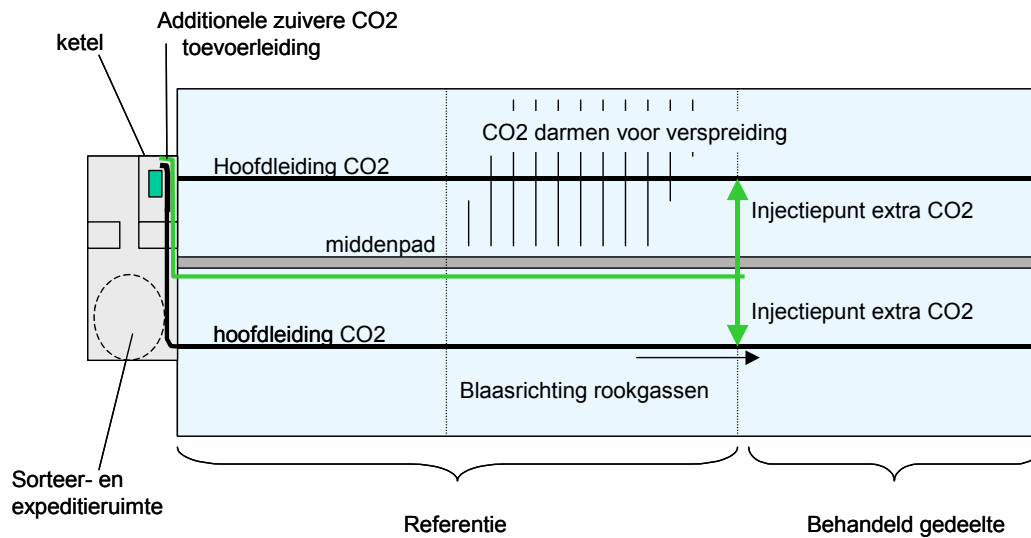 Additionele zuivere CO2
toevoerleiding
ketel
CO2 darmen voor verspreiding
Hoofdleiding CO2
Injectiepunt extra CO2
middenpad
Injectiepunt extra CO2
hoofdleiding CO2
Blaasrichting rookgassen
Sorteer- en
expeditieruimte
Referentie
Behandeld gedeelte